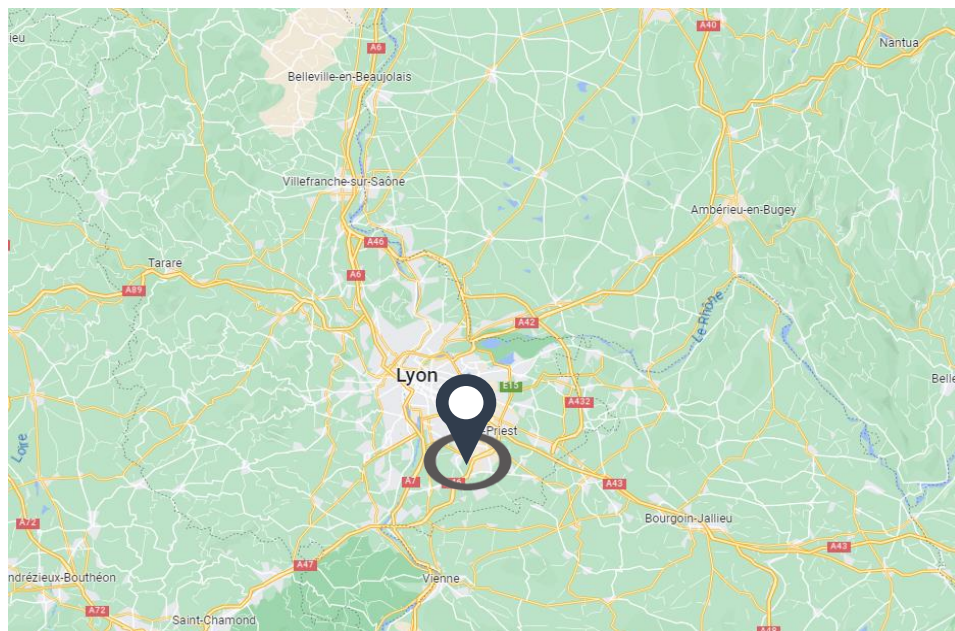 ieu
A6
A40
Nantua
Belleville-en-Beaujolais
Villefranche-sur-Saône
Ambérieu-en-Bugey
A46
Tarare
A6
A89
Le Rhône
A42
Lyon
E15
Belle
A432
-Priest
Loire
A7
A43
A72
Bourgoin-Jallieu
A43
A47
ndrézieux-Bouthéon
Vienne
A72
Saint-Chamond